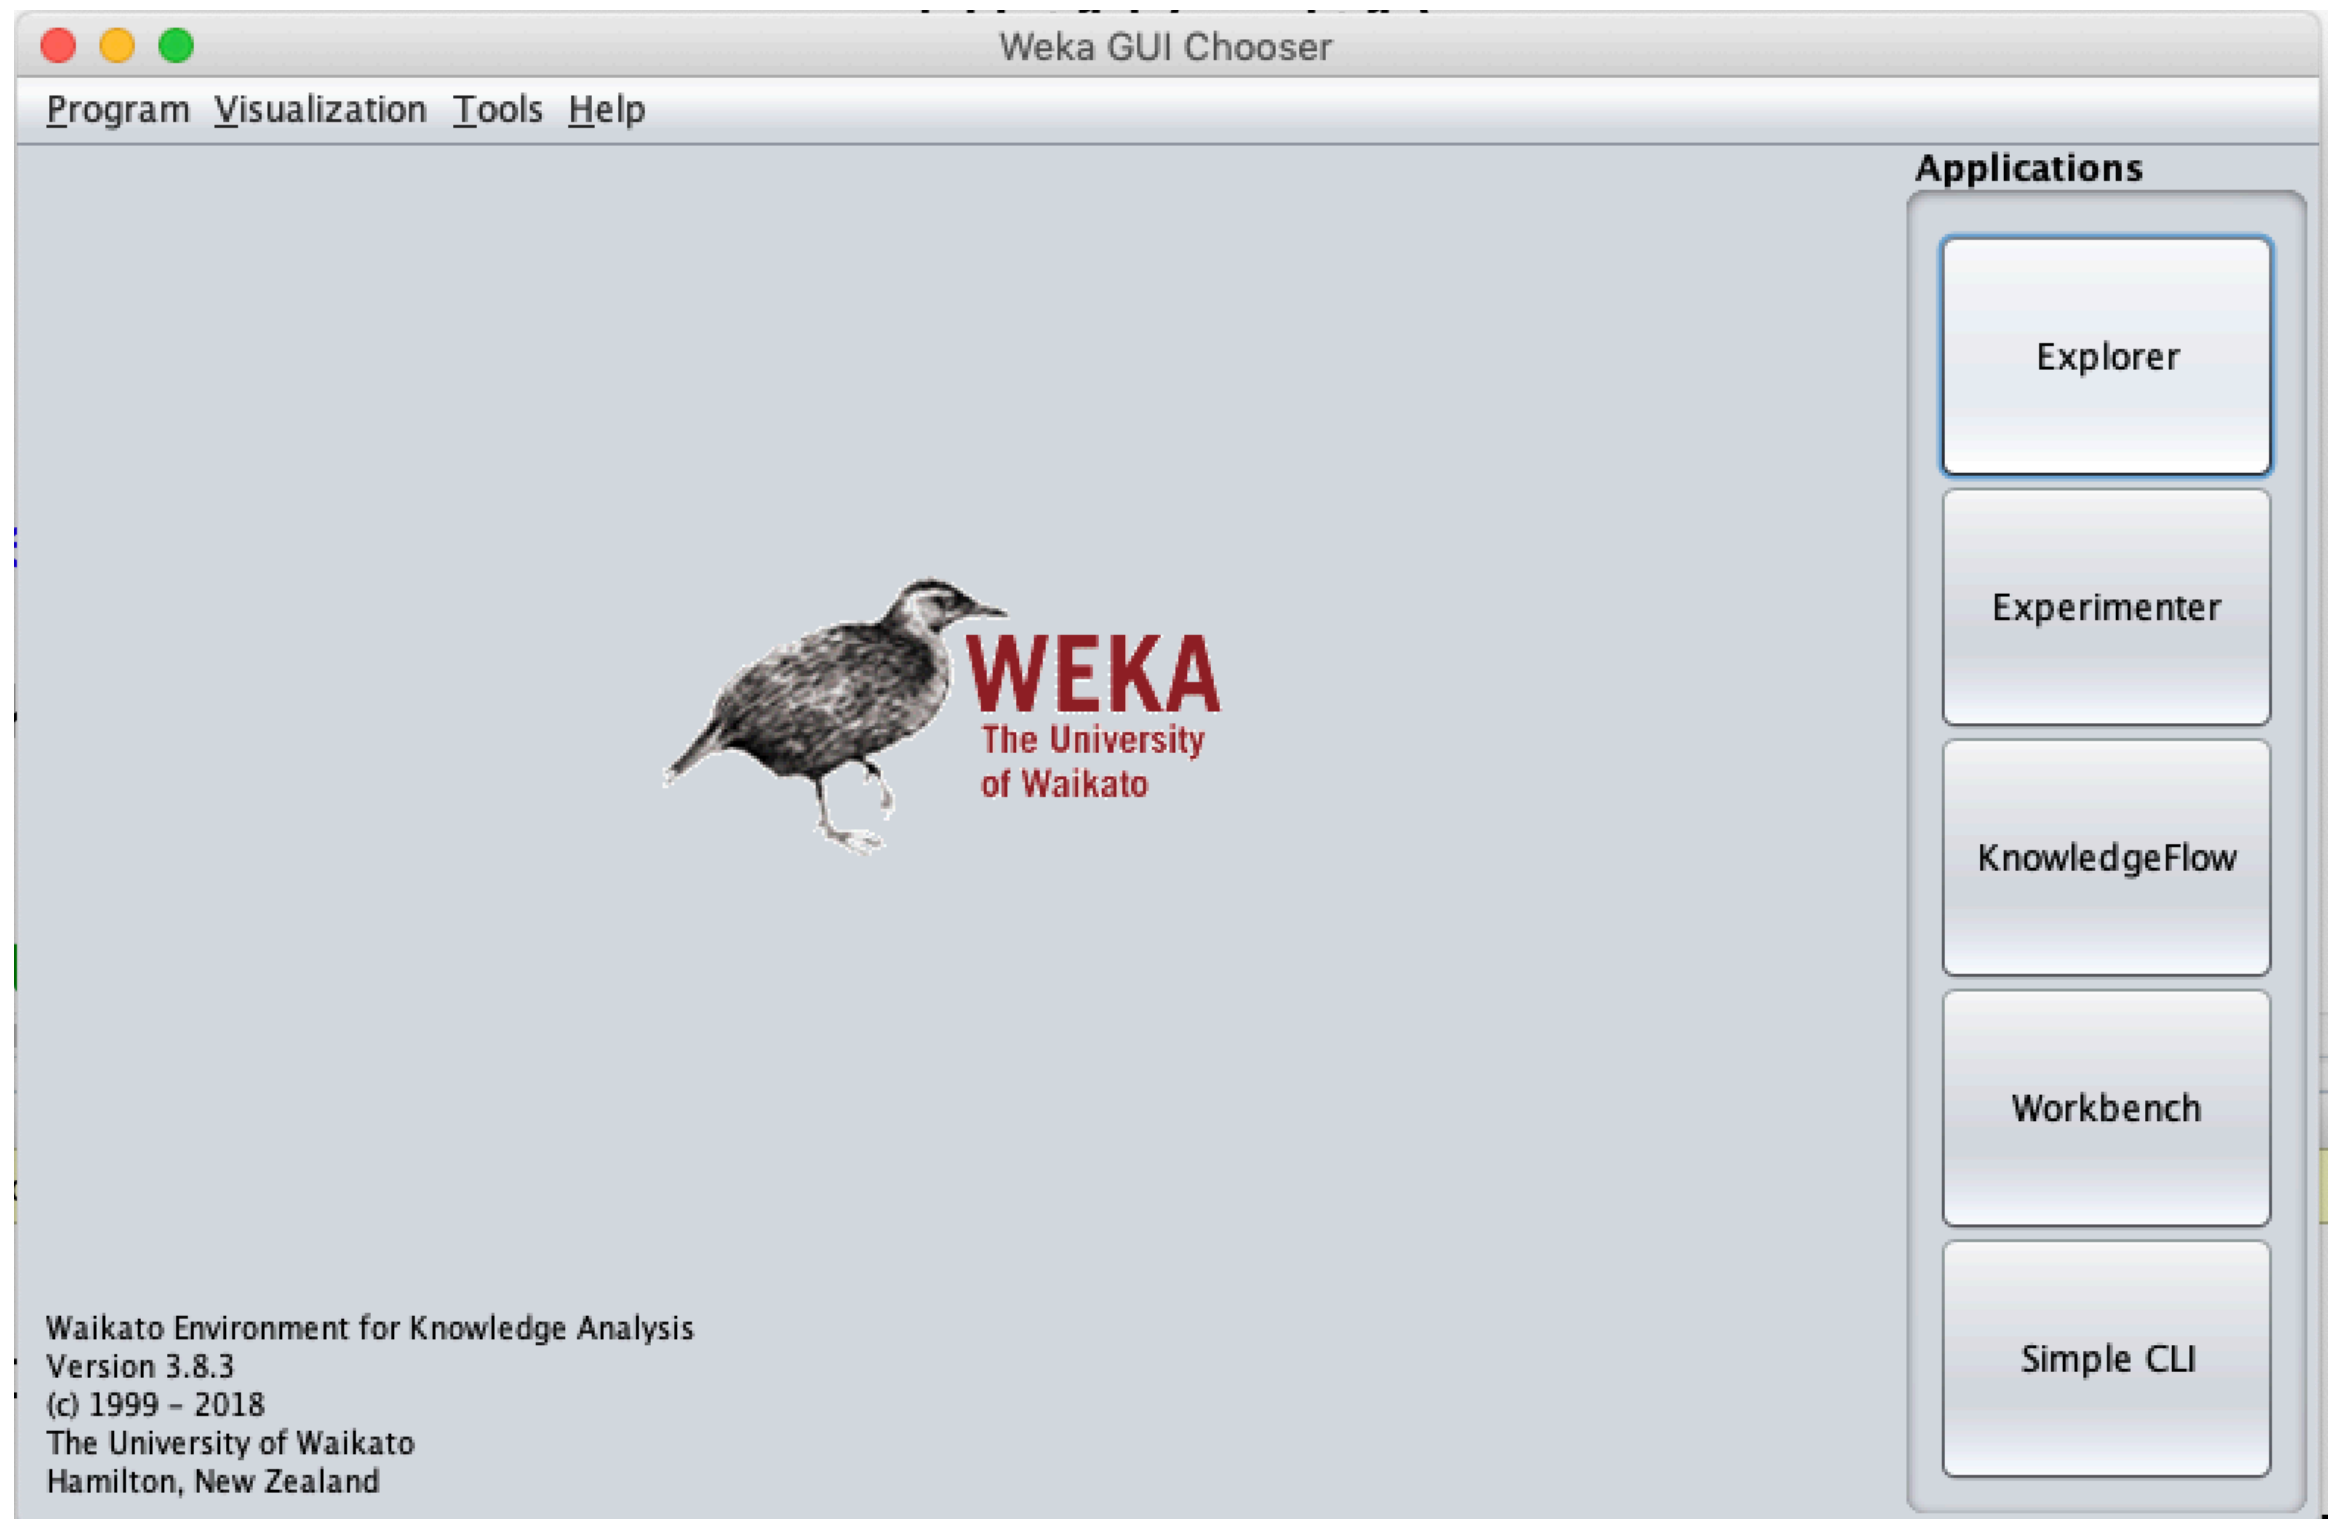 Weka GUI Chooser
Program Visualization Tools Help
Applications
Explorer
Experimenter
KnowledgeFlow
Workbench
Simple CLI
WEKA
The University
of Waikato
Waikato Environment for Knowledge Analysis
Version 3.8.3
(c) 1999 – 2018
The University of Waikato
Hamilton, New Zealand